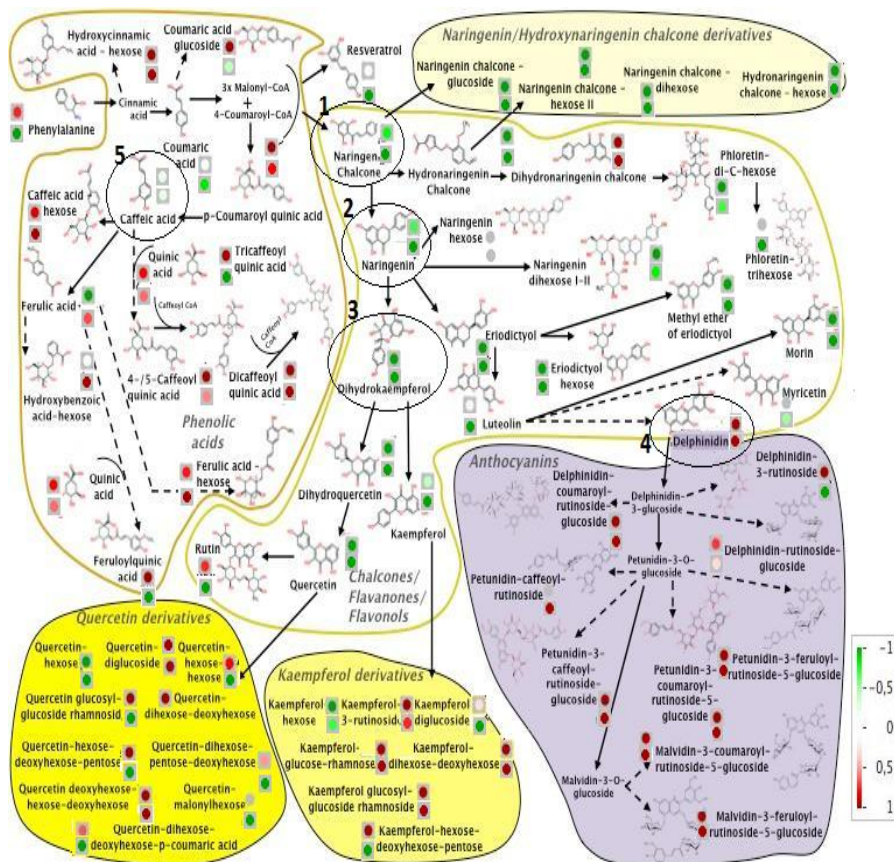 Hydroxycinnamic
acid - hexose
Coumaric acid
glucoside
Resveratrol
Naringenin/Hydroxynaringenin chalcone derivatives
Naringenin chalcone -
glucoside
Naringenin chalcone -
hexose II
Naringenin chalcone -
dihexose
Hydronaringenin
chalcone - hexose
Phenylalanine
Cinnamic
acid
3x Malonyl-CoA
+
4-Coumaroyl-CoA
Coumaric
acid
1
Naringenin
Chalcone
Hydronaringenin
Chalcone
Dihydronaringenin chalcone
Phloretin-
di-C-hexose
Phloretin-
trihexose
5
Caffeic acid
hexose
Caffeic acid
p-Coumaroyl quinic acid
2
Naringenin
Naringenin
hexose
Naringenin
dihexose I-II
Quinic
acid
Tricaffeoyl
quinic acid
Caffeoyl CoA
Caffeoyl
CoA
Ferulic acid
4-/5-Caffeoyl
quinic acid
Dicaffeoyl
quinic acid
Hydroxybenzoic
acid-hexose
Phenolic
acids
3
Dihydrokaempferol
Eriodictyol
Methyl ether
of eriodictyol
Eriodictyol
hexose
Morin
Myricetin
Luteolin
4
Delphinidin
Quinic
acid
Ferulic acid -
hexose
Feruloylquinic
acid
Dihydroquercetin
Kaempferol
Rutin
Quercetin
Chalcones/
Flavanones/
Flavonols
Anthocyanins
Delphinidin-
3-rutinoside
Delphinidin-
coumaroyl-
rutinoside-
glucoside
Delphinidin-
3-glucoside
Delphinidin-rutinoside-
glucoside
Petunidin-3-O-
glucoside
Petunidin-caffeoyl-
rutinoside
Petunidin-3-
caffeoyl-
rutinoside-
glucoside
Petunidin-3-
coumaroyl-
rutinoside-5-
glucoside
Petunidin-3-feruloyl-
rutinoside-5-glucoside
Malvidin-3-coumaroyl-
rutinoside-5-glucoside
Malvidin-3-O-
glucoside
Malvidin-3-feruloyl-
rutinoside-5-glucoside
Quercetin derivatives
Quercetin-
hexose
Quercetin-
diglucoside
Quercetin-
hexose-
hexose
Quercetin glucosyl-
glucoside rhamnosid
Quercetin-
dihexose-deoxyhexose
Quercetin-hexose-
deoxyhexose-pentose
Quercetin-dihexose-
pentose-deoxyhexose
Quercetin deoxyhexose-
hexose-deoxyhexose
Quercetin-
malonylhexose
Quercetin-dihexose-
deoxyhexose-p-coumaric acid
Kaempferol derivatives
Kaempferol
hexose
Kaempferol-
3-rutinoside
Kaempferol
diglucoside
Kaempferol-
glucose-rhamnose
Kaempferol-
dihexose-deoxyhexose
Kaempferol glucosyl-
glucoside rhamnoside
Kaempferol-hexose-
deoxyhexose-pentose
-1
-0,5
0
0,5
1